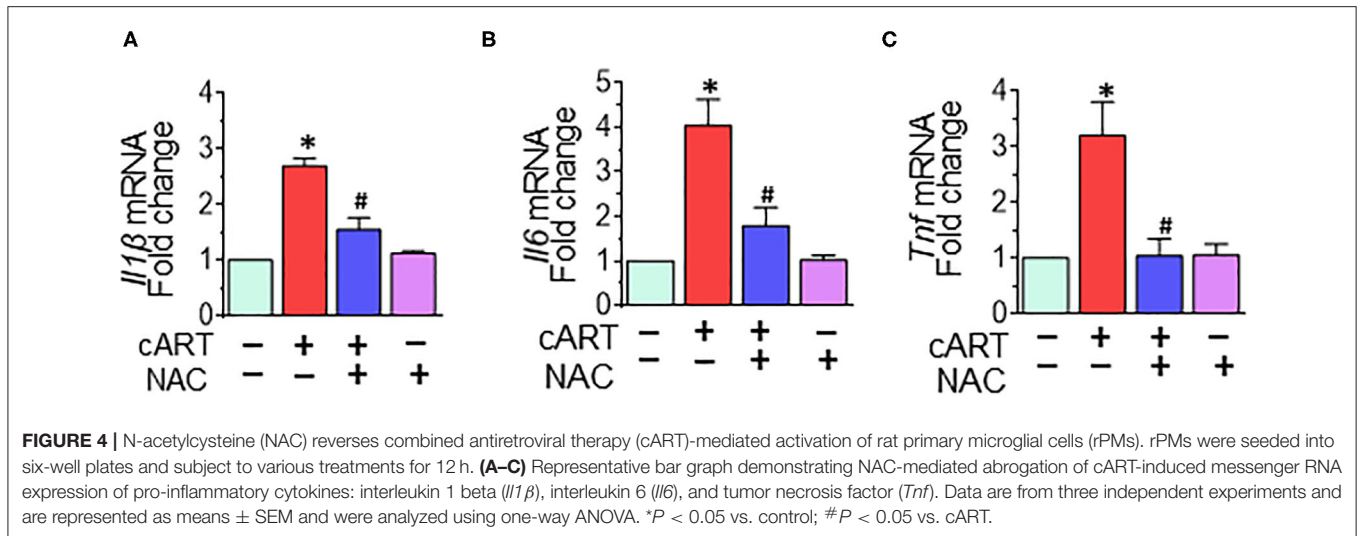 A
B
C
Il1β mRNA
Fold change
4
3
2
1
0
*
#
cART − + + −
NAC − − + +
Il6 mRNA
Fold change
5
4
3
2
1
0
*
#
cART − + + −
NAC − − + +
Tnf mRNA
Fold change
4
3
2
1
0
*
#
cART − + + −
NAC − − + +
FIGURE 4 | N-acetylcysteine (NAC) reverses combined antiretroviral therapy (cART)-mediated activation of rat primary microglial cells (rPMs). rPMs were seeded into
six-well plates and subject to various treatments for 12 h. (A–C) Representative bar graph demonstrating NAC-mediated abrogation of cART-induced messenger RNA
expression of pro-inflammatory cytokines: interleukin 1 beta (Il1β), interleukin 6 (Il6), and tumor necrosis factor (Tnf). Data are from three independent experiments and
are represented as means ± SEM and were analyzed using one-way ANOVA. *P < 0.05 vs. control; #P < 0.05 vs. cART.